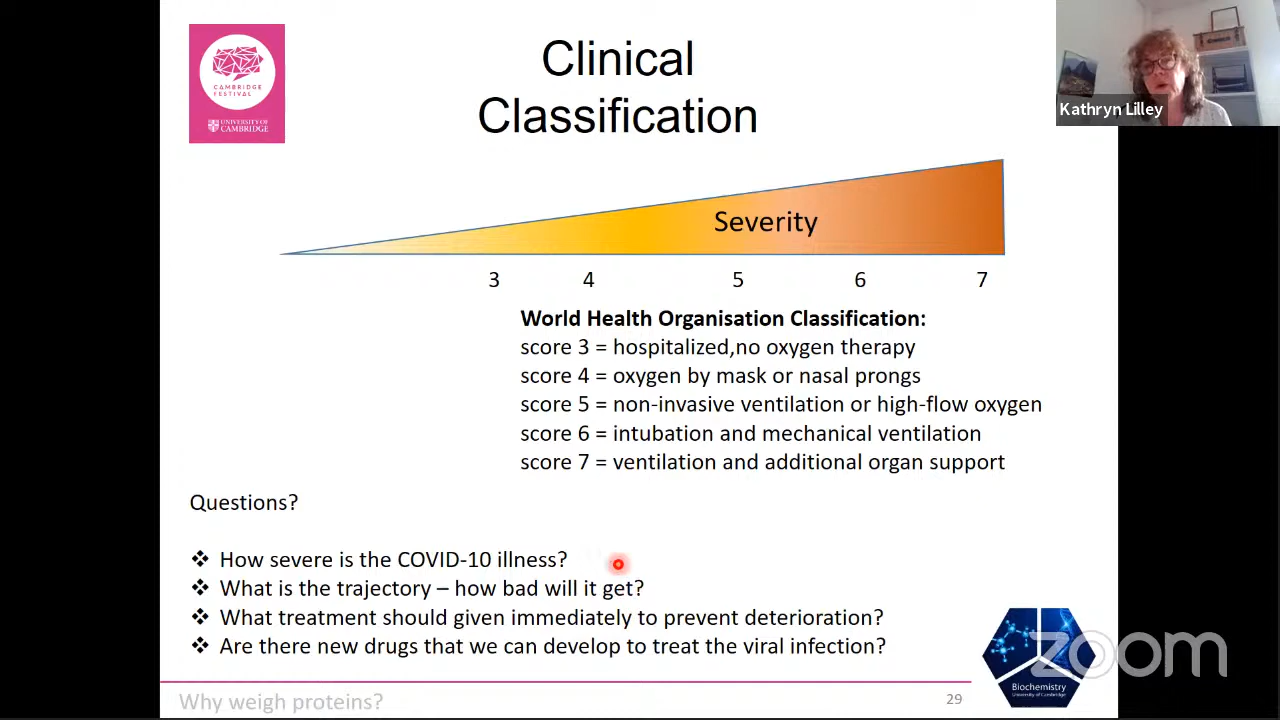 CAMBRIDGE
FESTIVAL
UNIVERSITY OF
CAMBRIDGE
Clinical
Classification
Kathryn Lilley
Severity
3 4 5 6 7
World Health Organisation Classification:
score 3 = hospitalized,no oxygen therapy
score 4 = oxygen by mask or nasal prongs
score 5 = non-invasive ventilation or high-flow oxygen
score 6 = intubation and mechanical ventilation
score 7 = ventilation and additional organ support
Questions?
❖ How severe is the COVID-10 illness?
❖ What is the trajectory – how bad will it get?
❖ What treatment should given immediately to prevent deterioration?
❖ Are there new drugs that we can develop to treat the viral infection?
Biochemistry
University of Cambridge
zoom
Why weigh proteins?
29